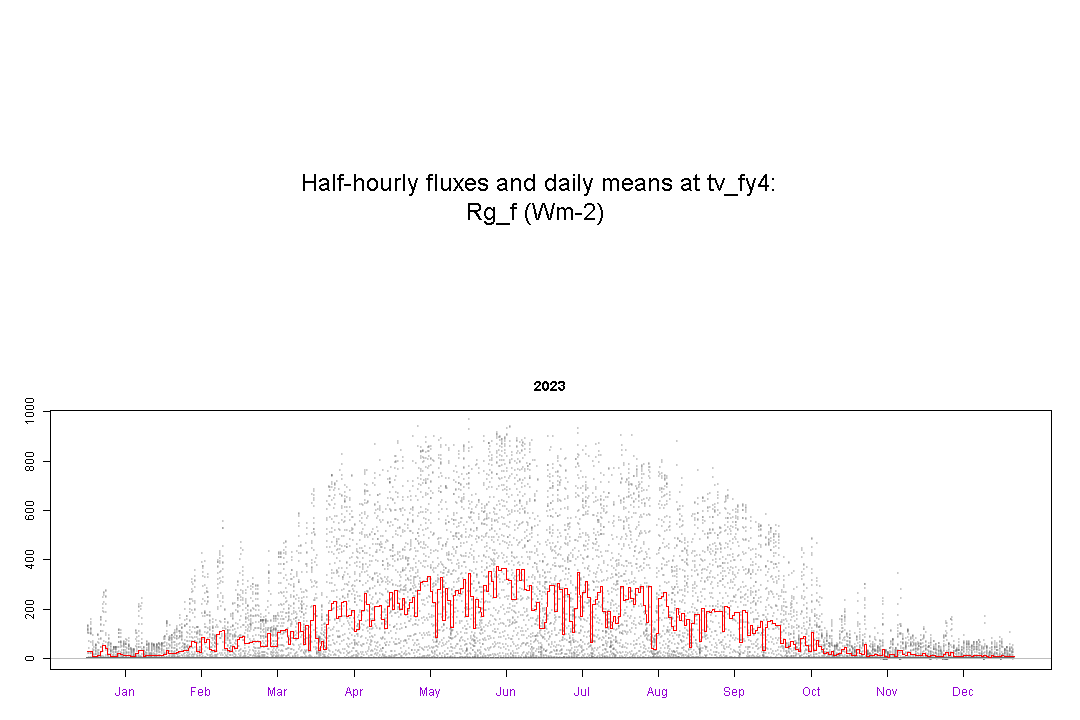 Half-hourly fluxes and daily means at tv_fy4:
Rg_f (Wm-2)
2023
1000
800
600
400
200
0
Jan Feb Mar Apr May Jun Jul Aug Sep Oct Nov Dec